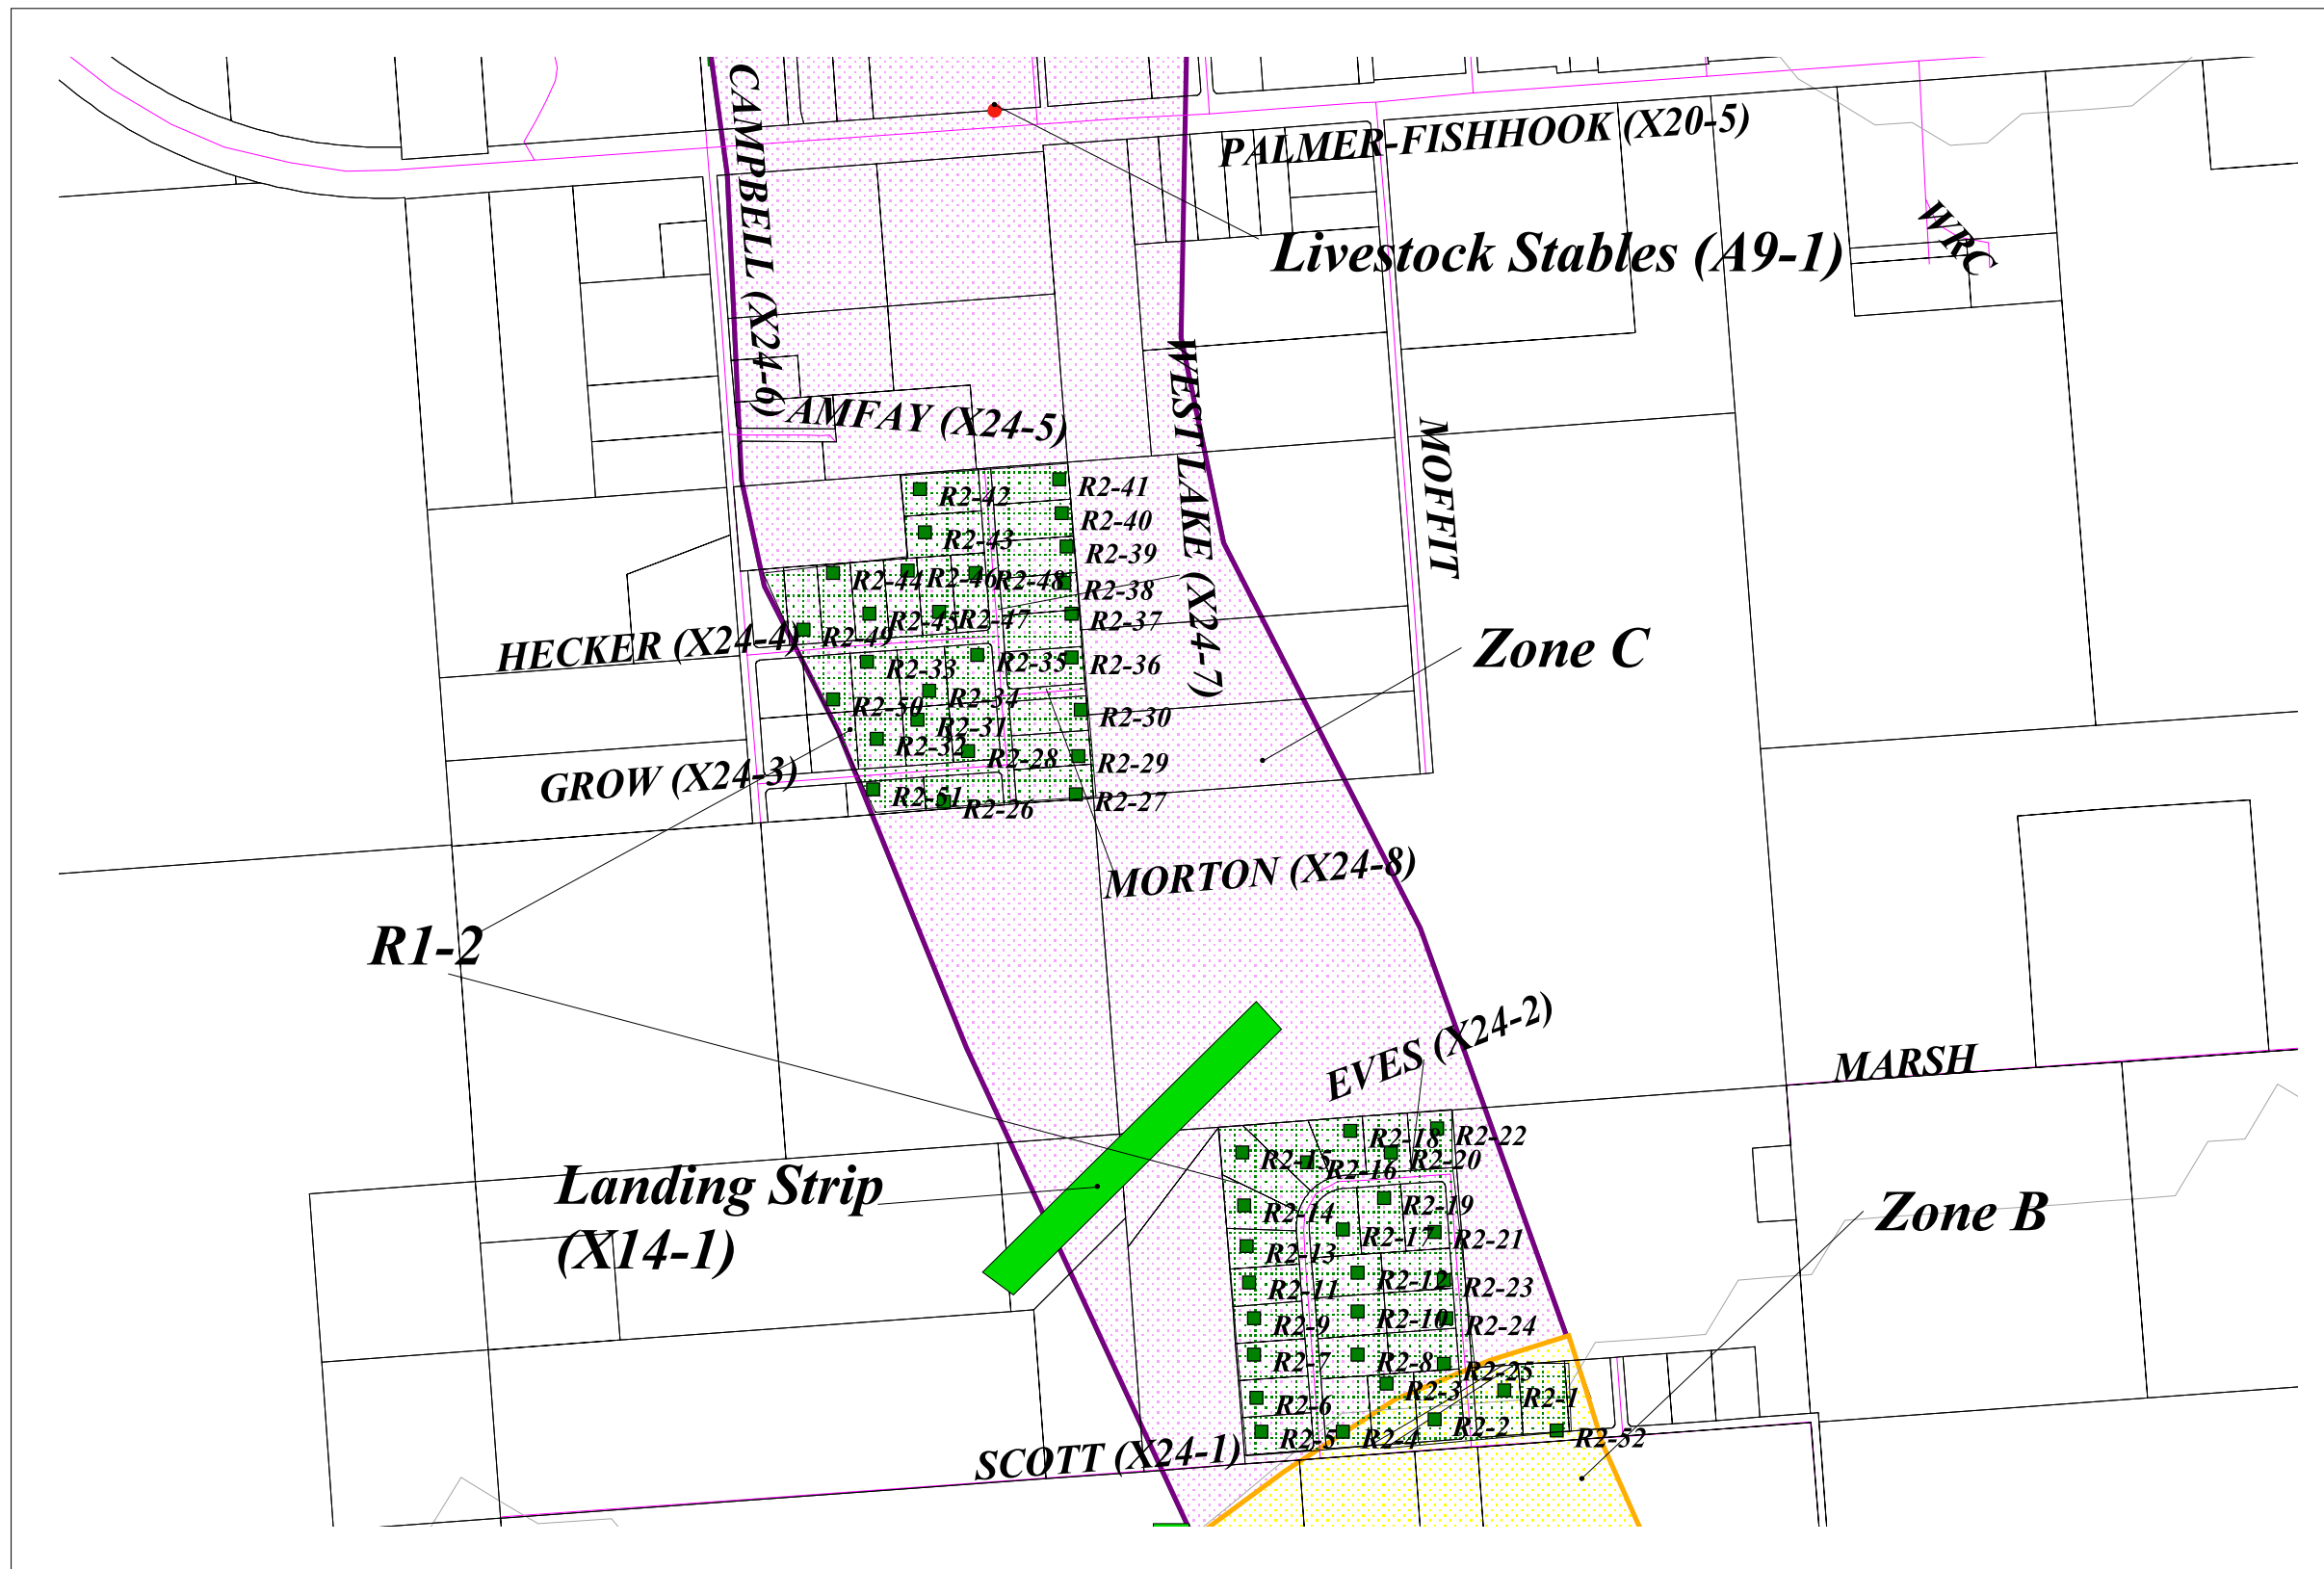 CAMPBELL (X24-6)
PALMER-FISHHOOK (X20-5)
WRC
Livestock Stables (A9-1)
AMFAY (X24-5)
WEST LAKE (X24-7)
MOFFIT
R2-42
R2-41
R2-40
R2-43
R2-39
R2-44
R2-46
R2-48
R2-38
R2-45
R2-47
R2-37
R2-49
HECKER (X24-4)
R2-33
R2-35
R2-36
Zone C
R2-34
R2-50
R2-30
R2-31
R2-32
R2-28
R2-29
GROW (X24-3)
R2-51
R2-26
R2-27
MORTON (X24-8)
R1-2
EVES (X24-2)
MARSH
R2-18
R2-22
R2-15
R2-16
R2-20
Landing Strip
(X14-1)
R2-14
R2-19
Zone B
R2-17
R2-21
R2-13
R2-12
R2-23
R2-11
R2-10
R2-24
R2-9
R2-7
R2-8
R2-25
R2-3
R2-1
R2-6
R2-2
R2-5
R2-4
R2-52
SCOTT (X24-1)